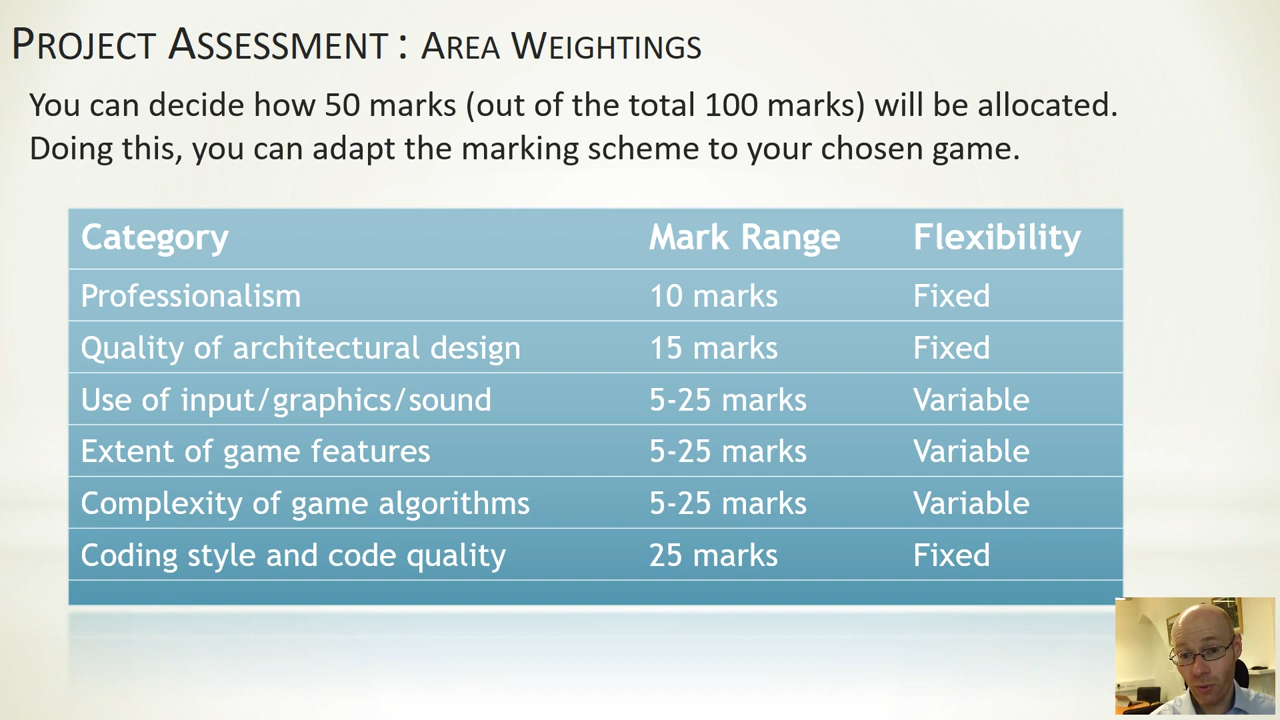 PROJECT ASSESSMENT : AREA WEIGHTINGS
You can decide how 50 marks (out of the total 100 marks) will be allocated.
Doing this, you can adapt the marking scheme to your chosen game.
Category Mark Range Flexibility
Professionalism 10 marks Fixed
Quality of architectural design 15 marks Fixed
Use of input/graphics/sound 5-25 marks Variable
Extent of game features 5-25 marks Variable
Complexity of game algorithms 5-25 marks Variable
Coding style and code quality 25 marks Fixed